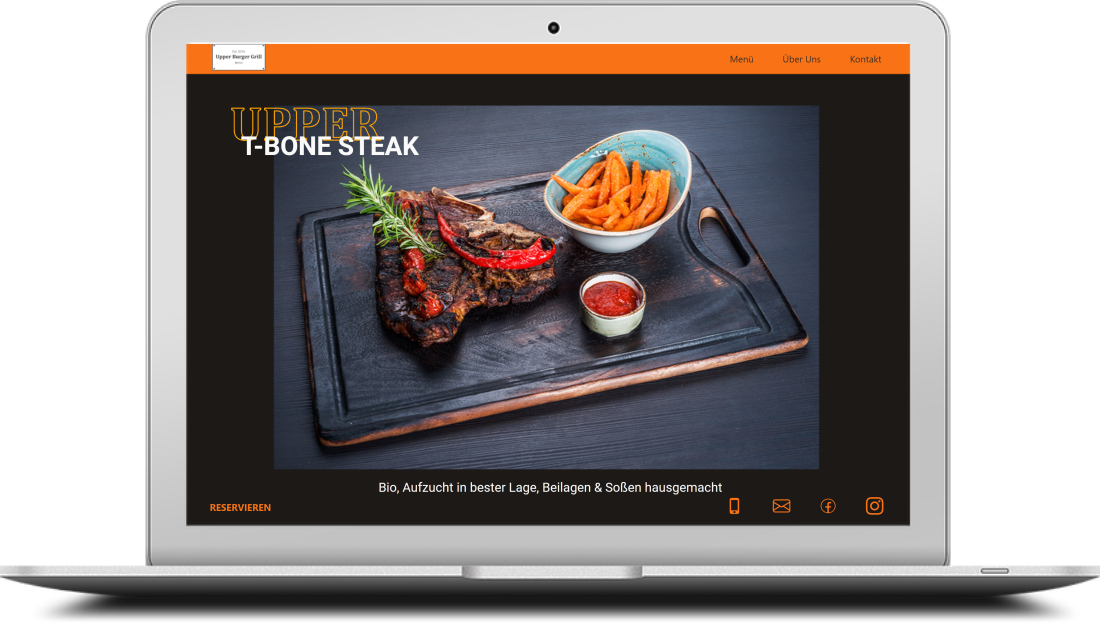 Upper Burger Grill
Menü
Über Uns
Kontakt
UPPER
T-BONE STEAK
Bio, Aufzucht in bester Lage, Beilagen & Soßen hausgemacht
RESERVIEREN